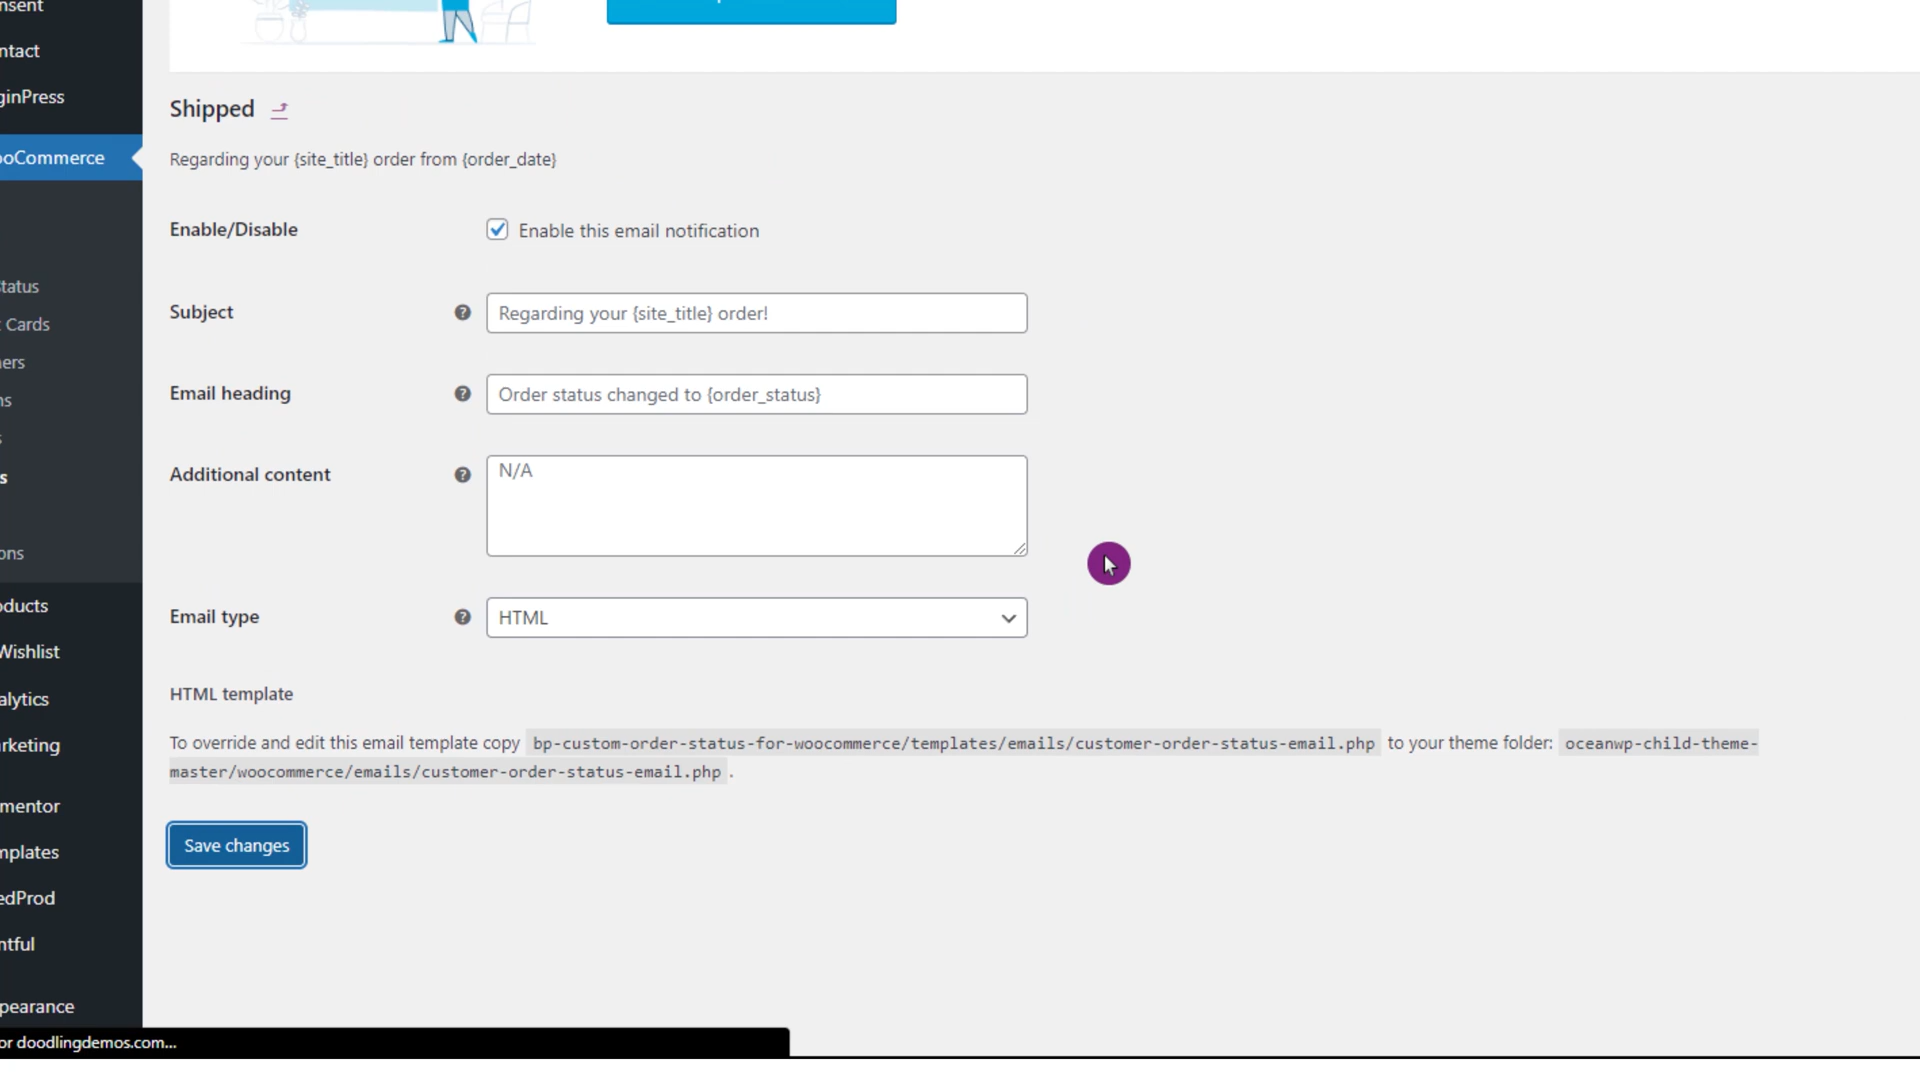 nsent
ntact
ginPress
ooCommerce
tatus
Cards
ers
ns
s
s
ons
oducts
Wishlist
alytics
rketing
mentor
mplates
edProd
ntful
pearance
Shipped
Regarding your {site_title} order from {order_date}
Enable/Disable
Enable this email notification
Subject
Regarding your {site_title} order!
Email heading
Order status changed to {order_status}
Additional content
N/A
Email type
HTML
HTML template
To override and edit this email template copy bp-custom-order-status-for-woocommerce/templates/emails/customer-order-status-email.php to your theme folder: oceanwp-child-theme-
master/woocommerce/emails/customer-order-status-email.php .
Save changes
or doodlingdemos.com...